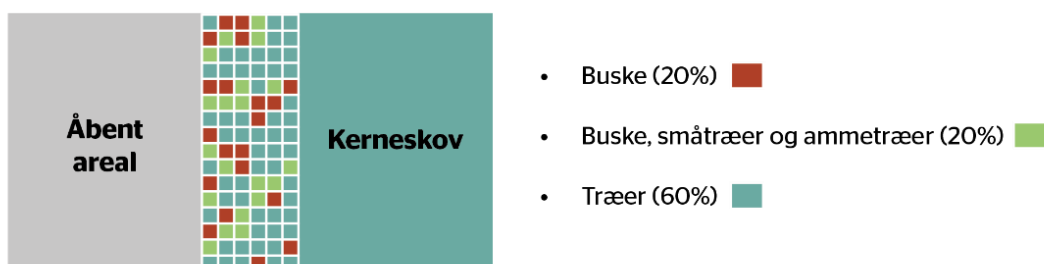 Åbent
areal
Kerneskov
• Buske (20%)
• Buske, småtræer og ammetræer (20%)
• Træer (60%)